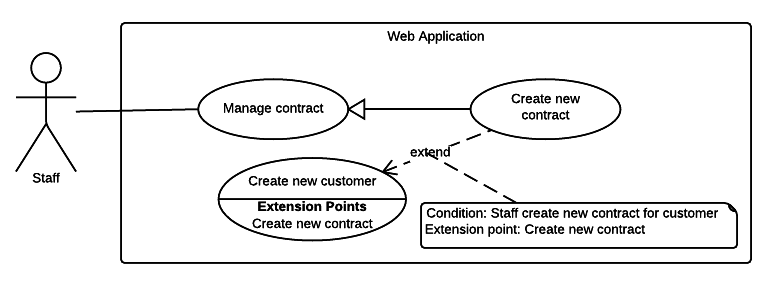 Web Application
Manage contract
Create new
contract
Staff
extend
Create new customer
Extension Points
Create new contract
Condition: Staff create new contract for customer
Extension point: Create new contract